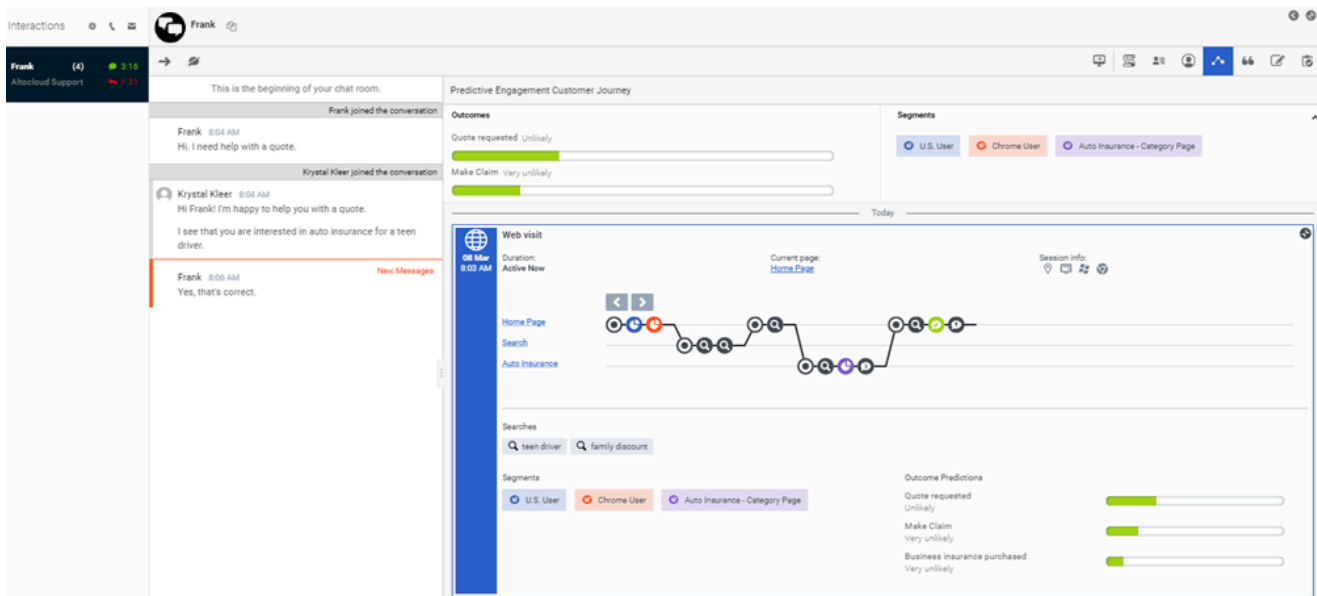 Interactions
Frank
Frank (4) 3:16
Altocloud Support 1:31
This is the beginning of your chat room.
Frank joined the conversation
Frank 8:04 AM
Hi. I need help with a quote.
Krystal Kleer joined the conversation
Krystal Kleer 8:04 AM
Hi Frank! I'm happy to help you with a quote.
I see that you are interested in auto insurance for a teen
driver.
New Messages
Frank 8:06 AM
Yes, that's correct.
Predictive Engagement Customer Journey
Outcomes
Quote requested Unlikely
Make Claim Very unlikely
Segments
U.S. User Chrome User Auto Insurance - Category Page
Today
08 Mar
8:03 AM
Web visit
Duration:
Active Now
Current page:
Home Page
Session info:
Home Page
Search
Auto Insurance
Searches
teen driver family discount
Segments
U.S. User Chrome User Auto Insurance - Category Page
Outcome Predictions
Quote requested
Unlikely
Make Claim
Very unlikely
Business insurance purchased
Very unlikely